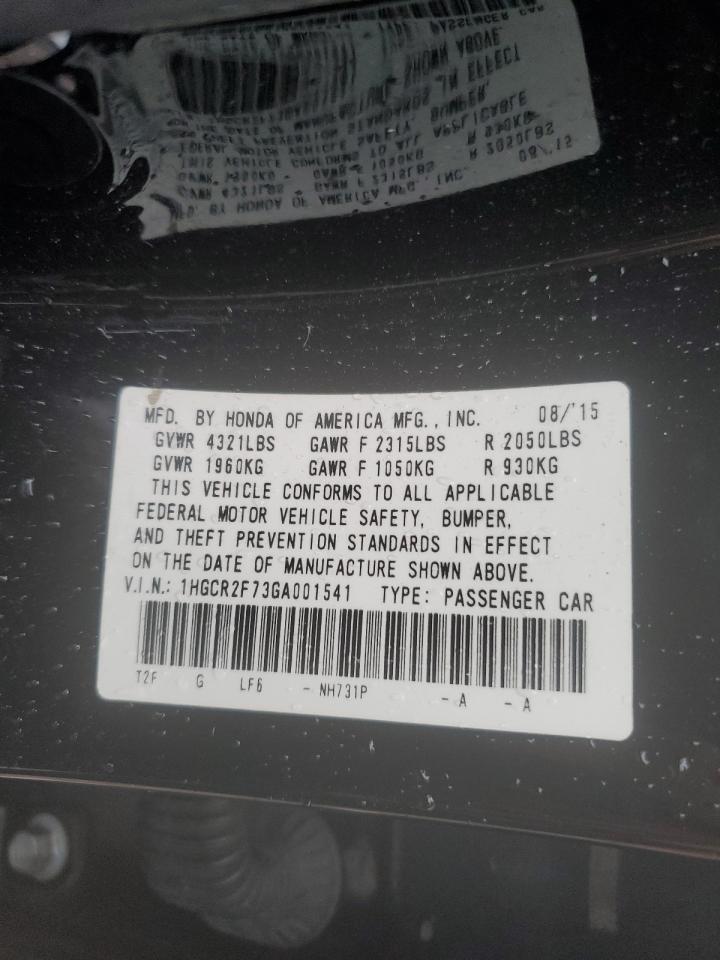 MFD. BY HONDA OF AMERICA MFG., INC. 08/'15
GVWR 4321LBS GAWR F 2315LBS R 2050LBS
GVWR 1960KG GAWR F 1050KG R 930KG
THIS VEHICLE CONFORMS TO ALL APPLICABLE
FEDERAL MOTOR VEHICLE SAFETY, BUMPER,
AND THEFT PREVENTION STANDARDS IN EFFECT
ON THE DATE OF MANUFACTURE SHOWN ABOVE.
V.I.N.: 1HGCR2F73GA001541 TYPE: PASSENGER CAR
T2F G LF6 - NH731P - A - A